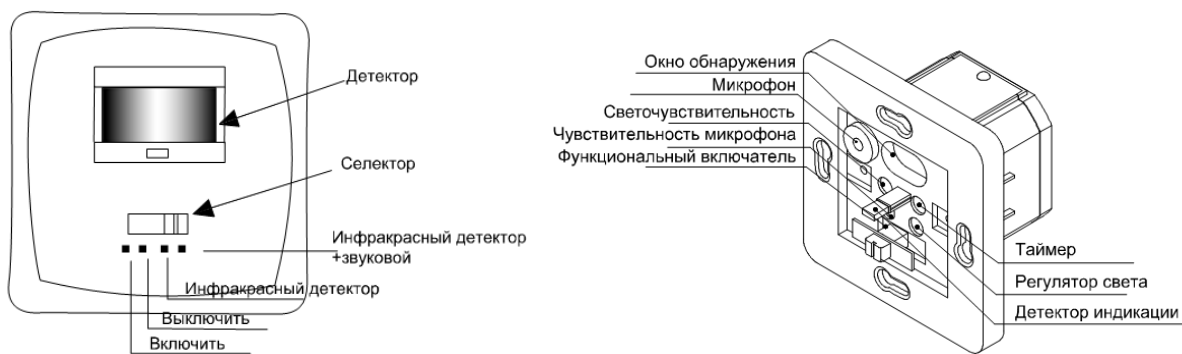 Детектор
Селектор
Инфракрасный детектор
+звуковой
Инфракрасный детектор
Выключить
Включить
Окно обнаружения
Микрофон
Светочувствительность
Чувствительность микрофона
Функциональный включатель
Таймер
Регулятор света
Детектор индикации